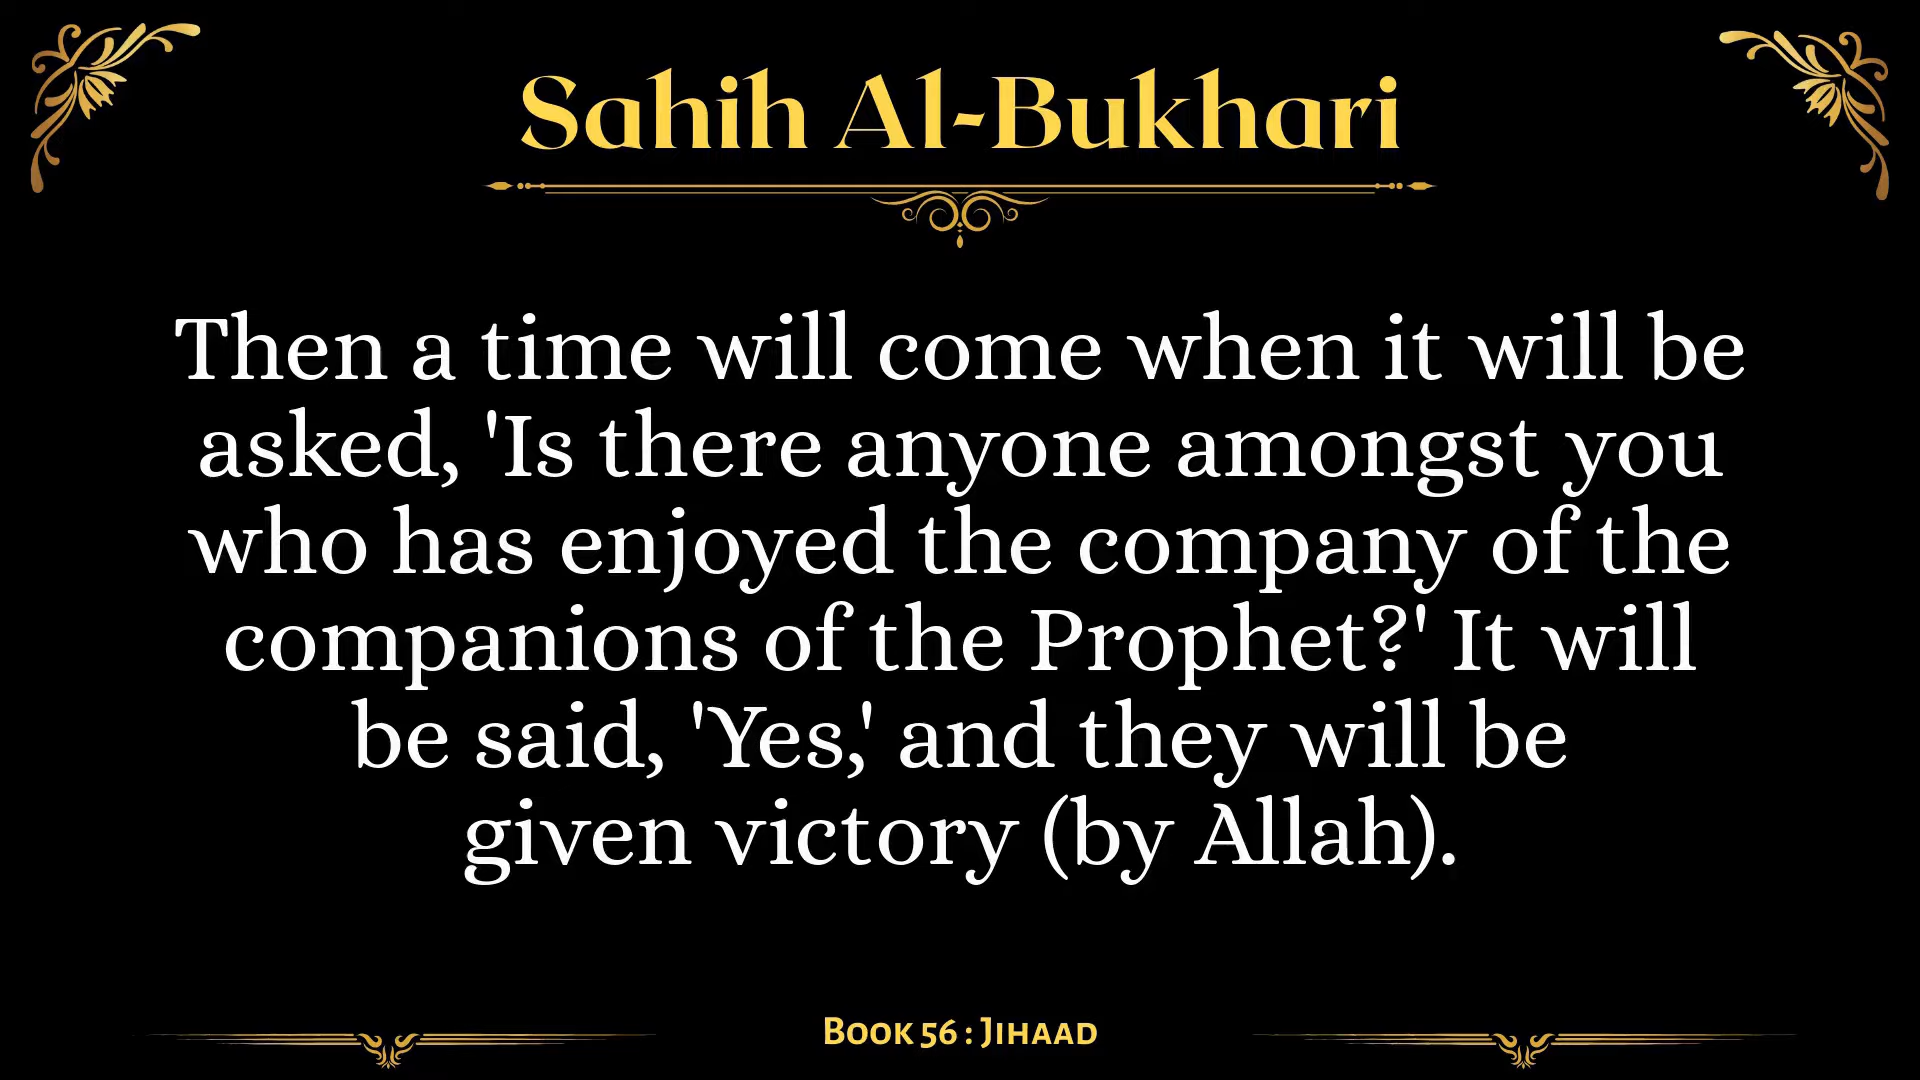 Sahih Al-Bukhari
Then a time will come when it will be
asked, 'Is there anyone amongst you
who has enjoyed the company of the
companions of the Prophet?' It will
be said, 'Yes,' and they will be
given victory (by Allah).
Book 56 : Jihaad